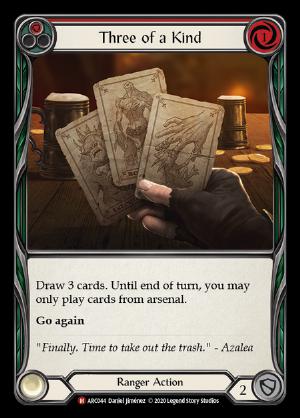 Three of a Kind
1
Draw 3 cards. Until end of turn, you may
only play cards from arsenal.
Go again
"Finally. Time to take out the trash." - Azalea
Ranger Action
2
M ARC044 Daniel Jiménez © 2020 Legend Story Studios